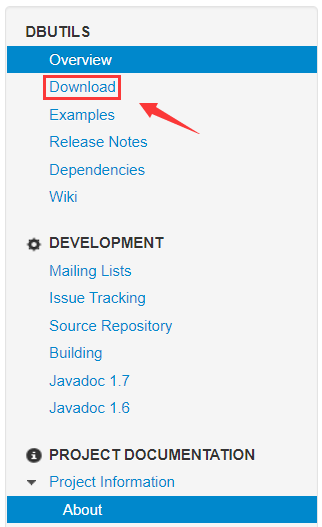 DBUTILS
Overview
Download
Examples
Release Notes
Dependencies
Wiki
DEVELOPMENT
Mailing Lists
Issue Tracking
Source Repository
Building
Javadoc 1.7
Javadoc 1.6
PROJECT DOCUMENTATION
Project Information
About